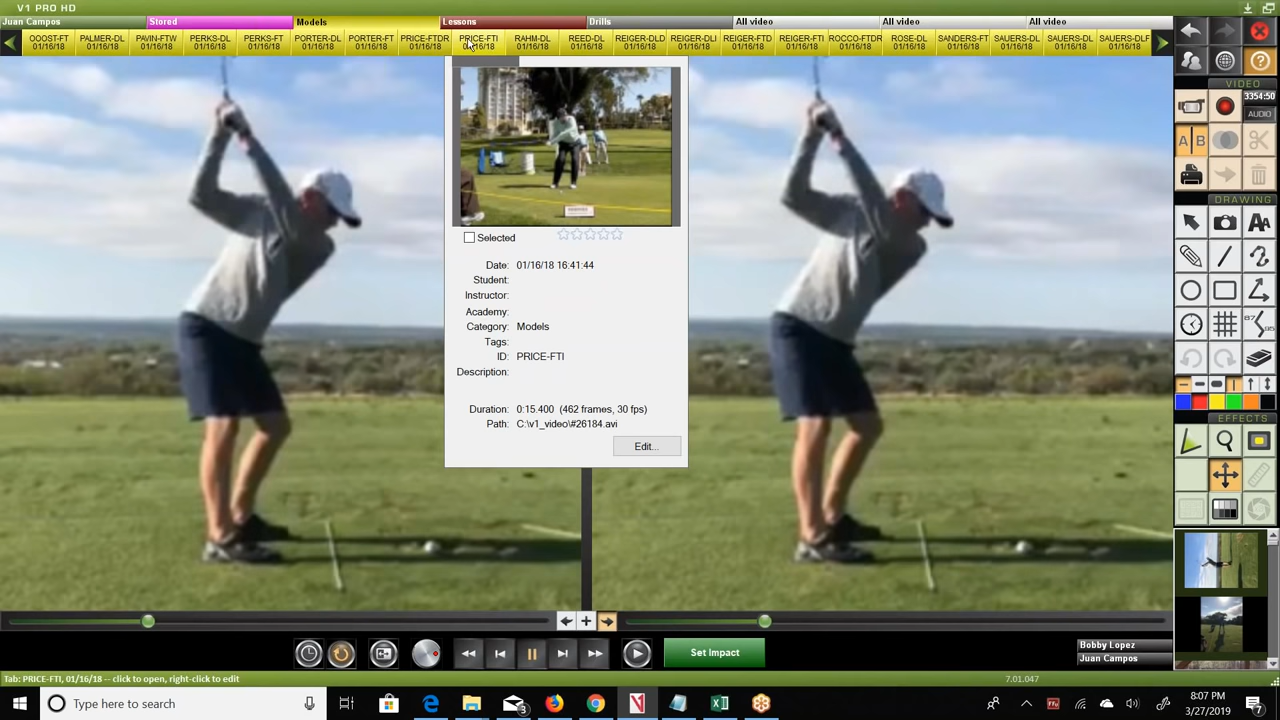 V1 PRO HD
Juan Campos Stored Models Lessons Drills All video All video All video
OOST-FT PALMER-DL PAVIN-FTW PERKS-DL PERKS-FT PORTER-DL PORTER-FT PRICE-FTDR PRICE-FTI RAHM-DL REED-DL REIGER-DLD REIGER-DLI REIGER-FTD REIGER-FTI ROCCO-FTDR ROSE-DL SANDERS-FT SAUERS-DL SAUERS-DL SAUERS-DLF
01/16/18 01/16/18 01/16/18 01/16/18 01/16/18 01/16/18 01/16/18 01/16/18 01/16/18 01/16/18 01/16/18 01/16/18 01/16/18 01/16/18 01/16/18 01/16/18 01/16/18 01/16/18 01/16/18 01/16/18 01/16/18
VIDEO
3354:50
AUDIO
A B
DRAWING
AA
87
95
EFFECTS
Selected
Date: 01/16/18 16:41:44
Student:
Instructor:
Academy:
Category: Models
Tags:
ID: PRICE-FTI
Description:
Duration: 0:15.400 (462 frames, 30 fps)
Path: C:\v1_video\#26184.avi
Edit...
Set Impact
Bobby Lopez
Juan Campos
Tab: PRICE-FTI, 01/16/18 -- click to open, right-click to edit
7.01.047
Type here to search
3
8:07 PM
3/27/2019
7